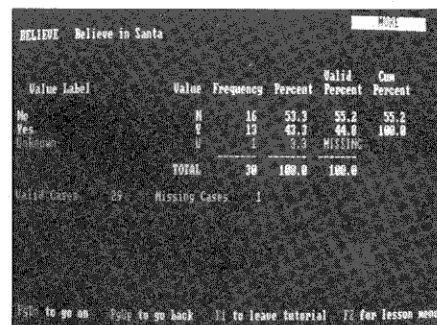 MORE
BELIEVE Believe in Santa
Valid Cum
Value Label Value Frequency Percent Percent Percent
No N 16 53.3 55.2 55.2
Yes Y 13 43.3 44.8 100.0
Unknown U 1 3.3 MISSING
TOTAL 30 100.0 100.0
Valid Cases 29 Missing Cases 1
PgDn to go on PgUp to go back F1 to leave tutorial F2 for lesson menu